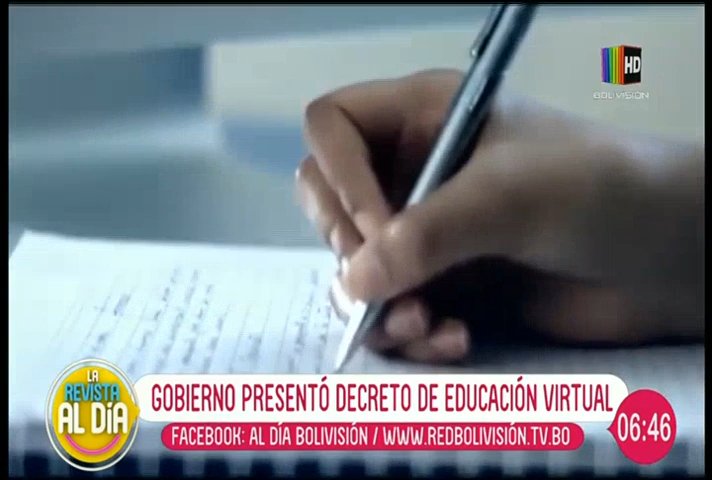 HD
BOLIVISIÓN
LA
REVISTA
AL DÍA
GOBIERNO PRESENTÓ DECRETO DE EDUCACIÓN VIRTUAL
FACEBOOK: AL DÍA BOLIVISIÓN / WWW.REDBOLIVISIÓN.TV.BO
06:46